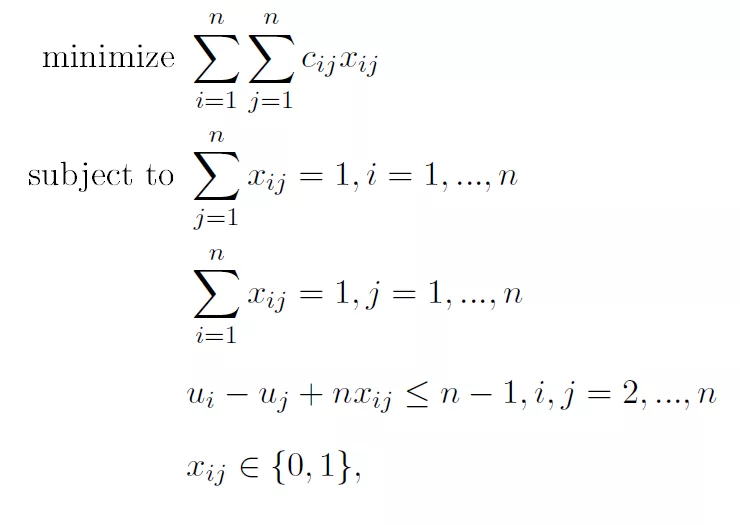 minimize \sum_{i=1}^{n} \sum_{j=1}^{n} c_{ij} x_{ij}
subject to \sum_{j=1}^{n} x_{ij} = 1, i = 1, ..., n
\sum_{i=1}^{n} x_{ij} = 1, j = 1, ..., n
u_i - u_j + n x_{ij} \leq n - 1, i, j = 2, ..., n
x_{ij} \in \{0, 1\},